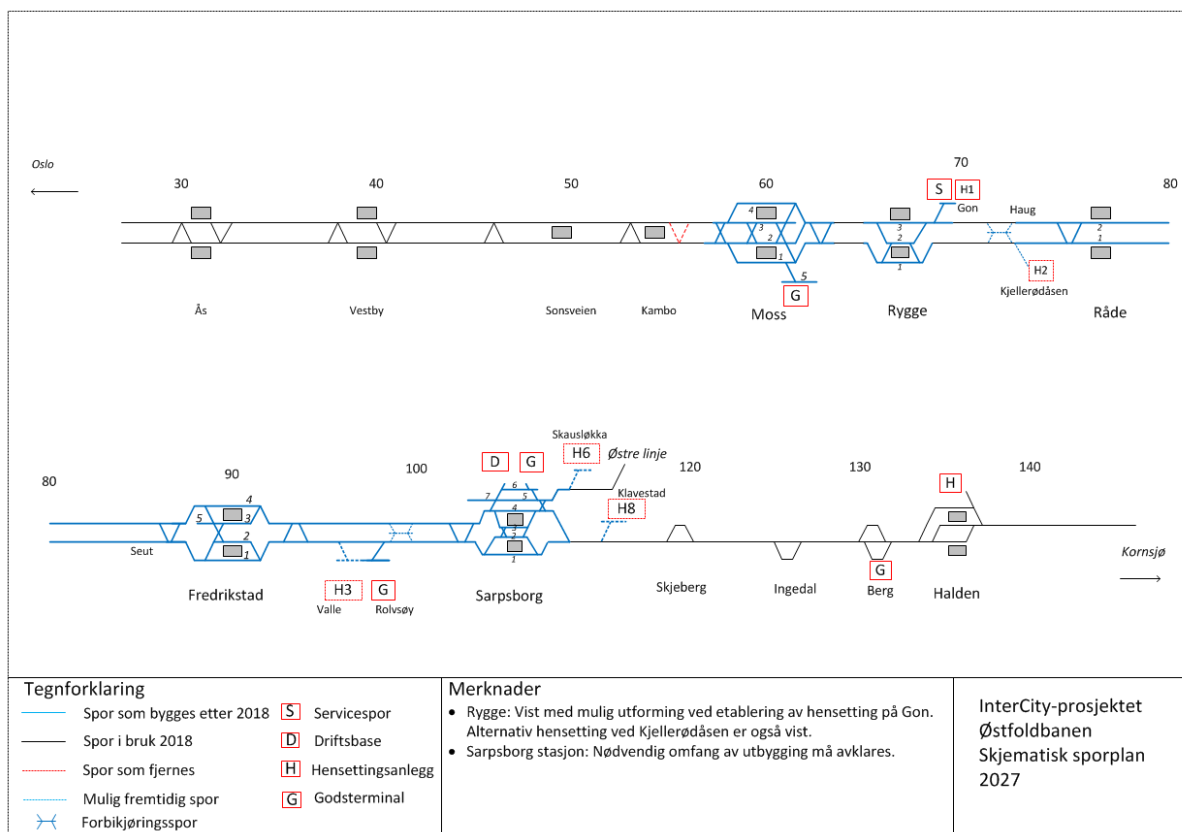 Oslo
30
40
50
60
70
80
S
H1
Gon
Haug
4
3
2
1
5
G
3
2
1
H2
Kjellerødåsen
2
1
Ås
Vestby
Sonsveien
Kambo
Moss
Rygge
Råde
80
90
100
120
130
140
D
G
Skausløkka
H6
Østre linje
Klavestad
H8
H
7
6
5
4
3
2
1
5
4
3
2
1
Seut
Fredrikstad
H3
G
Valle
Rolvsøy
Sarpsborg
Skjeberg
Ingedal
G
Berg
Halden
Kornsjø
Tegnforklaring
Spor som bygges etter 2018
Spor i bruk 2018
Spor som fjernes
Mulig fremtidig spor
Forbikjøringsspor
S Servicespor
D Driftsbase
H Hensettingsanlegg
G Godsterminal
Merknader
• Rygge: Vist med mulig utforming ved etablering av hensetting på Gon.
Alternativ hensetting ved Kjellerødåsen er også vist.
• Sarpsborg stasjon: Nødvendig omfang av utbygging må avklares.
InterCity-prosjektet
Østfoldbanen
Skjematisk sporplan
2027